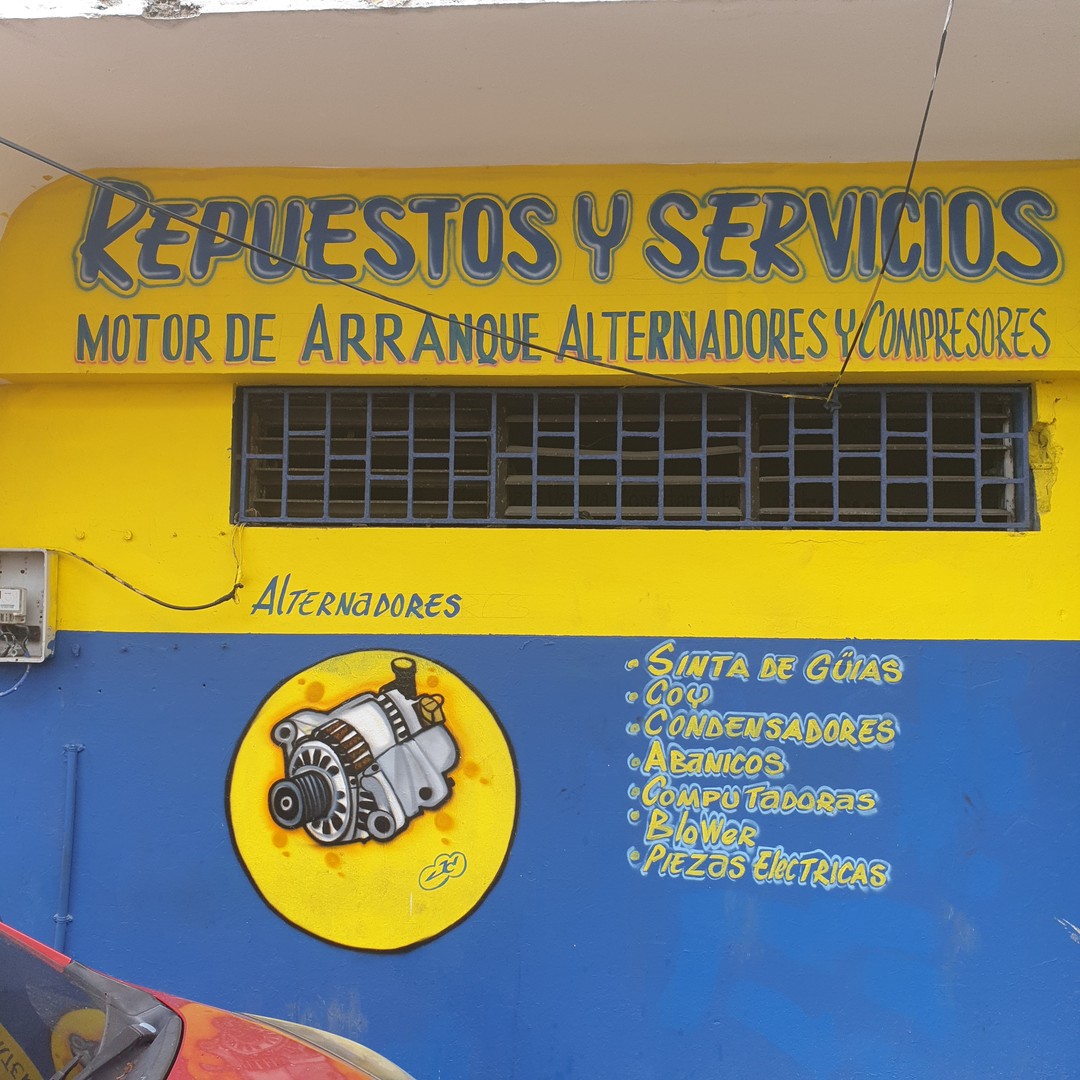 REPUESTOS Y SERVICIOS
MOTOR DE ARRANQUE ALTERNADORES Y COMPRESORES
ALTERNADORES
SINTA DE GÜIAS
COY
CONDENSADORES
ABANICOS
COMPUTADORAS
BLOWER
PIEZAS ELECTRICAS